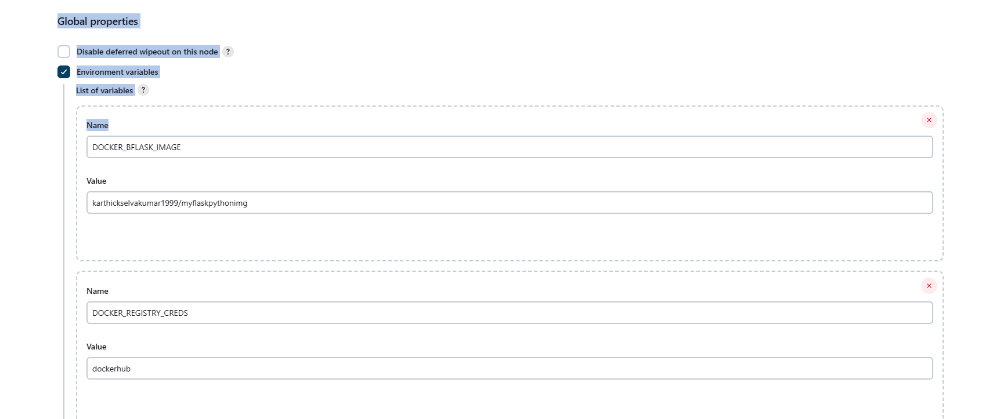 Global properties
Disable deferred wipeout on this node ?
Environment variables
List of variables ?
Name
DOCKER_BFLASK_IMAGE
Value
karthickselvakumar1999/myflaskpythonimg
Name
DOCKER_REGISTRY_CREDS
Value
dockerhub